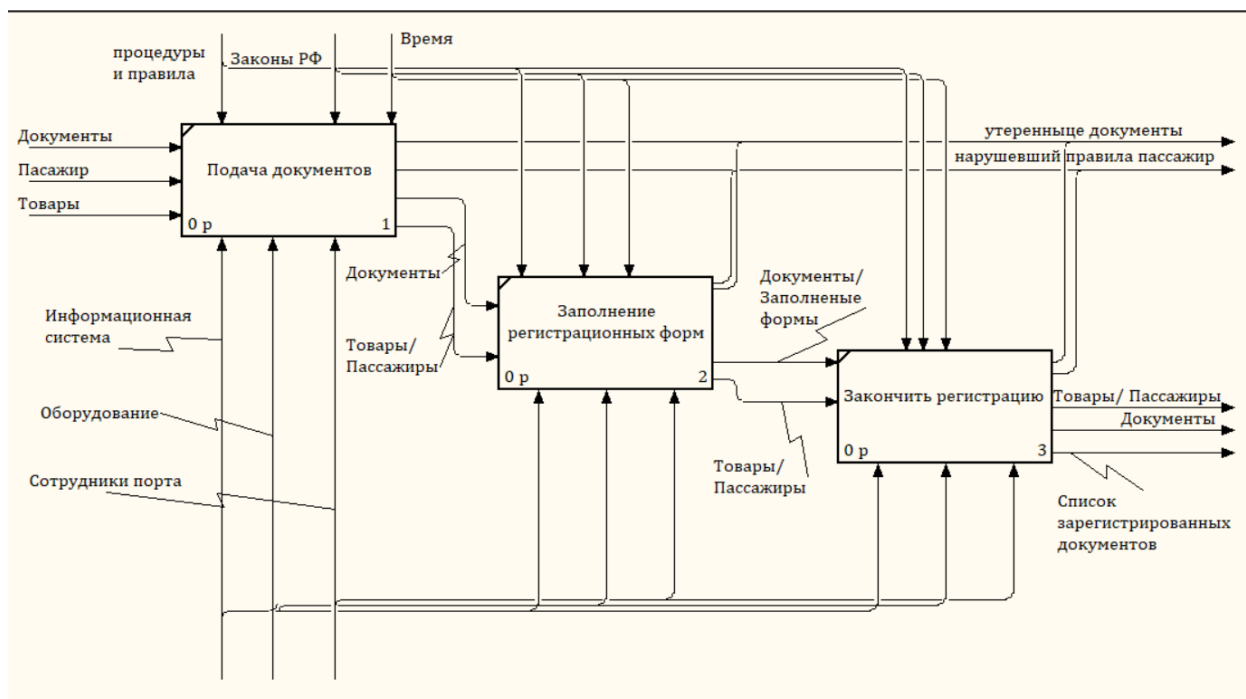 процедуры
и правила
Законы РФ
Время
Документы
Пасажир
Товары
Подача документов
0 р
1
утеренныце документы
нарушевший правила пассажир
Документы
Товары/
Пассажиры
Информационная
система
Оборудование
Сотрудники порта
Заполнение
регистрационных форм
0 р
2
Документы/
Заполненые
формы
Товары/
Пассажиры
Закончить регистрацию
0 р
3
Товары/ Пассажиры
Документы
Список
зарегистрированных
документов